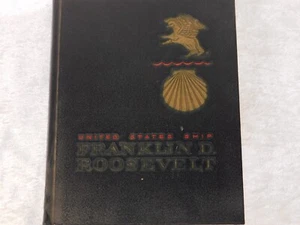 UNITED STATES SHIP
FRANKLIN D.
ROOSEVELT